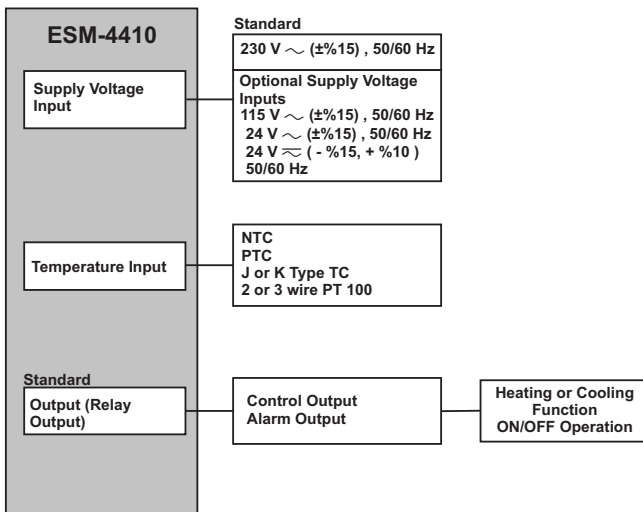 ESM-4410
Supply Voltage
Input
Standard
230 V ~ (±%15) , 50/60 Hz
Optional Supply Voltage
Inputs
115 V ~ (±%15) , 50/60 Hz
24 V ~ (±%15) , 50/60 Hz
24 V ⏦ ( - %15, + %10 )
50/60 Hz
Temperature Input
NTC
PTC
J or K Type TC
2 or 3 wire PT 100
Standard
Output (Relay
Output)
Control Output
Alarm Output
Heating or Cooling
Function
ON/OFF Operation